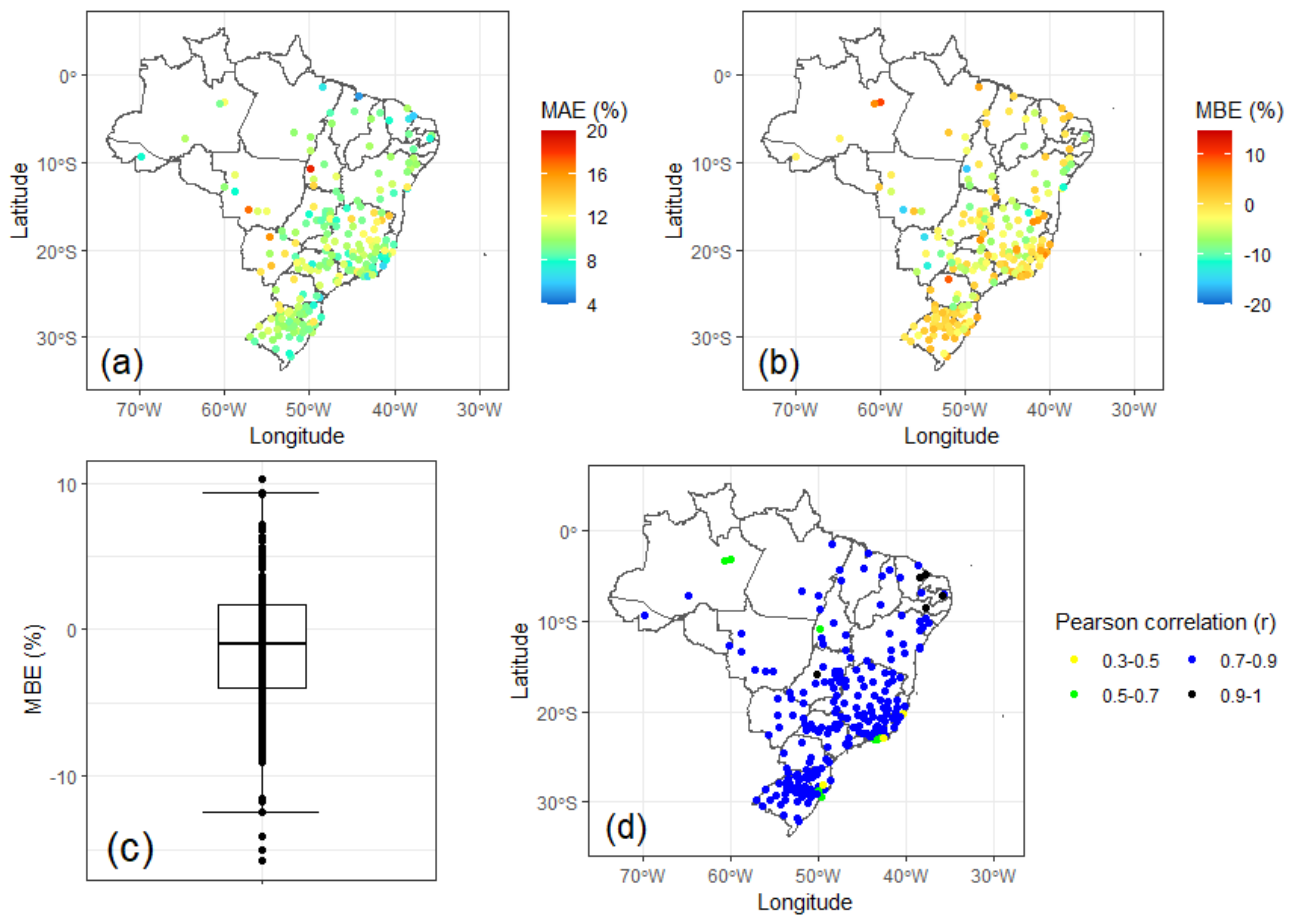 MAE (%)
20
16
12
8
4
0°
10°S
20°S
30°S
Latitude
(a)
70°W 60°W 50°W 40°W 30°W
Longitude
MBE (%)
10
0
-10
-20
0°
10°S
20°S
30°S
Latitude
(b)
70°W 60°W 50°W 40°W 30°W
Longitude
10
0
-10
MBE (%)
(c)
0°
10°S
20°S
30°S
Latitude
(d)
70°W 60°W 50°W 40°W 30°W
Longitude
Pearson correlation (r)
0.3-0.5 0.7-0.9
0.5-0.7 0.9-1